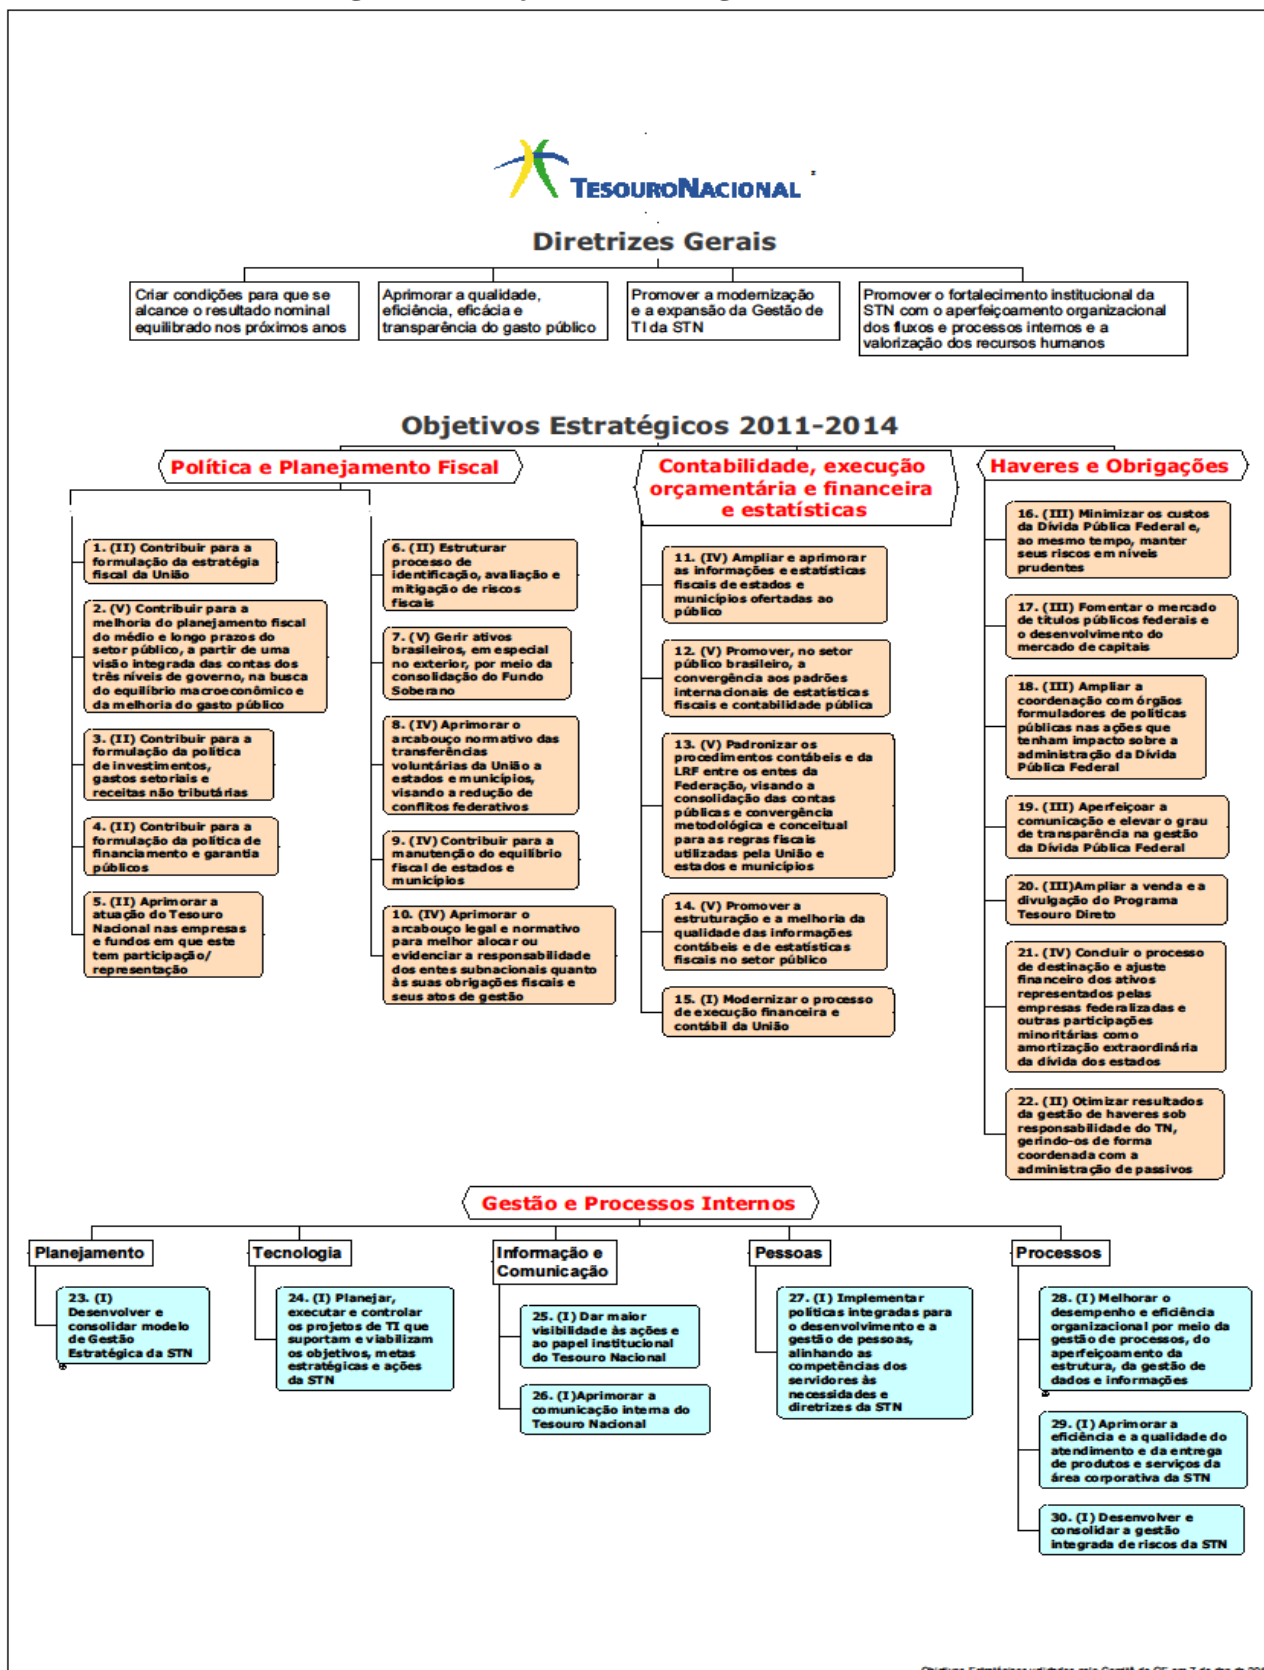 TESOURONACIONAL
Diretrizes Gerais
Criar condições para que se
alcance o resultado nominal
equilibrado nos próximos anos
Aprimorar a qualidade,
eficiência, eficácia e
transparência do gasto público
Promover a modernização
e a expansão da Gestão de
TI da STN
Promover o fortalecimento institucional da
STN com o aperfeiçoamento organizacional
dos fluxos e processos internos e a
valorização dos recursos humanos
Objetivos Estratégicos 2011-2014
Política e Planejamento Fiscal
1. (II) Contribuir para a
formulação da estratégia
fiscal da União
2. (V) Contribuir para a
melhoria do planejamento fiscal
do médio e longo prazos do
setor público, a partir de uma
visão integrada das contas dos
três níveis de governo, na busca
do equilíbrio macroeconômico e
da melhoria do gasto público
3. (II) Contribuir para a
formulação da política
de investimentos,
gastos setoriais e
receitas não tributárias
4. (II) Contribuir para a
formulação da política de
financiamento e garantia
públicos
5. (II) Aprimorar a
atuação do Tesouro
Nacional nas empresas
e fundos em que este
tem participação/
representação
6. (II) Estruturar
processo de
identificação, avaliação e
mitigação de riscos
fiscais
7. (V) Gerir ativos
brasileiros, em especial
no exterior, por meio da
consolidação do Fundo
Soberano
8. (IV) Aprimorar o
arcabouço normativo das
transferências
voluntárias da União a
estados e municípios,
visando a redução de
conflitos federativos
9. (IV) Contribuir para a
manutenção do equilíbrio
fiscal de estados e
municípios
10. (IV) Aprimorar o
arcabouço legal e normativo
para melhor alocar ou
evidenciar a responsabilidade
dos entes subnacionais quanto
às suas obrigações fiscais e
seus atos de gestão
Contabilidade, execução
orçamentária e financeira
e estatísticas
11. (IV) Ampliar e aprimorar
as informações e estatísticas
fiscais de estados e
municípios ofertadas ao
público
12. (V) Promover, no setor
público brasileiro, a
convergência aos padrões
internacionais de estatísticas
fiscais e contabilidade pública
13. (V) Padronizar os
procedimentos contábeis e da
LRF entre os entes da
Federação, visando a
consolidação das contas
públicas e convergência
metodológica e conceitual
para as regras fiscais
utilizadas pela União e
estados e municípios
14. (V) Promover a
estruturação e a melhoria da
qualidade das informações
contábeis e de estatísticas
fiscais no setor público
15. (I) Modernizar o processo
de execução financeira e
contábil da União
Haveres e Obrigações
16. (III) Minimizar os custos
da Dívida Pública Federal e,
ao mesmo tempo, manter
seus riscos em níveis
prudentes
17. (III) Fomentar o mercado
de títulos públicos federais e
o desenvolvimento do
mercado de capitais
18. (III) Ampliar a
coordenação com órgãos
formuladores de políticas
públicas nas ações que
tenham impacto sobre a
administração da Dívida
Pública Federal
19. (III) Aperfeiçoar a
comunicação e elevar o grau
de transparência na gestão
da Dívida Pública Federal
20. (III)Ampliar a venda e a
divulgação do Programa
Tesouro Direto
21. (IV) Concluir o processo
de destinação e ajuste
financeiro dos ativos
representados pelas
empresas federalizadas e
outras participações
minoritárias como
amortização extraordinária
da dívida dos estados
22. (II) Otimizar resultados
da gestão de haveres sob
responsabilidade do TN,
gerindo-os de forma
coordenada com a
administração de passivos
Gestão e Processos Internos
Planejamento
23. (I)
Desenvolver e
consolidar modelo
de Gestão
Estratégica da STN
Tecnologia
24. (I) Planejar,
executar e controlar
os projetos de TI que
suportam e viabilizam
os objetivos, metas
estratégicas e ações
da STN
Informação e
Comunicação
25. (I) Dar maior
visibilidade às ações e
ao papel institucional
do Tesouro Nacional
26. (I)Aprimorar a
comunicação interna do
Tesouro Nacional
Pessoas
27. (I) Implementar
políticas integradas para
o desenvolvimento e a
gestão de pessoas,
alinhando as
competências dos
servidores às
necessidades e
diretrizes da STN
Processos
28. (I) Melhorar o
desempenho e eficiência
organizacional por meio da
gestão de processos, do
aperfeiçoamento da
estrutura, da gestão de
dados e informações
29. (I) Aprimorar a
eficiência e a qualidade do
atendimento e da entrega
de produtos e serviços da
área corporativa da STN
30. (I) Desenvolver e
consolidar a gestão
integrada de riscos da STN